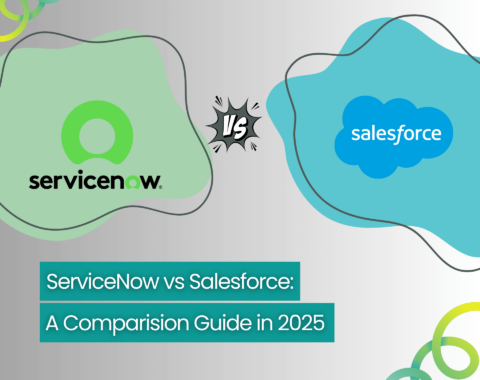 servicenow.
VS
salesforce
ServiceNow vs Salesforce:
A Comparision Guide in 2025